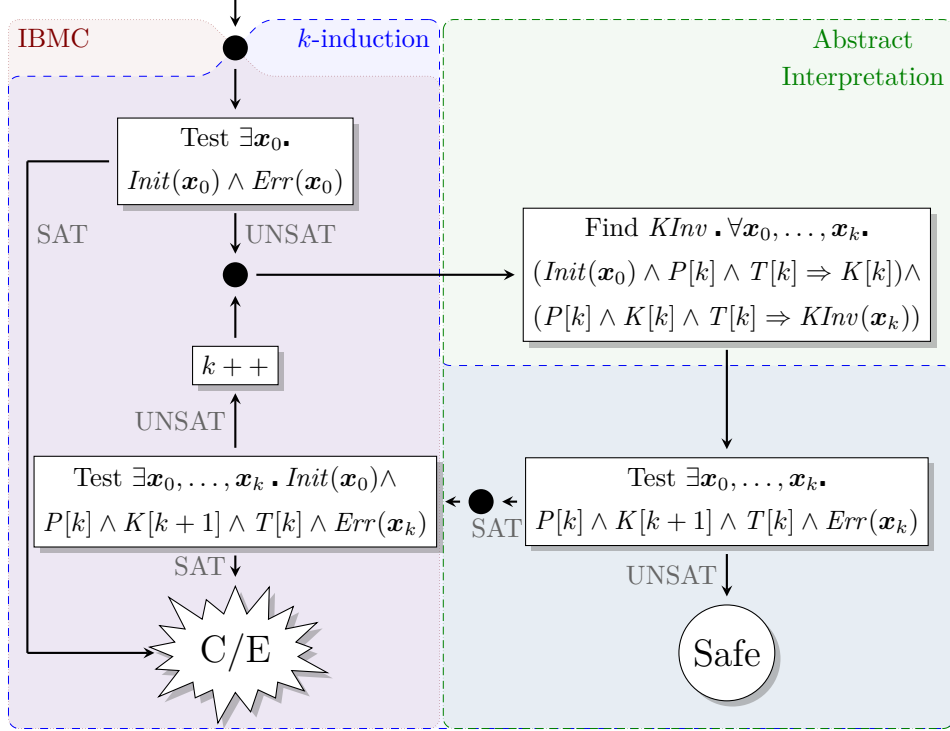 IBMC
k-induction
Abstract
Interpretation
Test ∃𝒙₀.
Init(𝒙₀) ∧ Err(𝒙₀)
SAT
UNSAT
Find KInv . ∀𝒙₀, . . . , 𝒙ₖ.
(Init(𝒙₀) ∧ P[k] ∧ T[k] ⇒ K[k])∧
(P[k] ∧ K[k] ∧ T[k] ⇒ KInv(𝒙ₖ))
k + +
UNSAT
Test ∃𝒙₀, . . . , 𝒙ₖ . Init(𝒙₀)∧
P[k] ∧ K[k + 1] ∧ T[k] ∧ Err(𝒙ₖ)
SAT
Test ∃𝒙₀, . . . , 𝒙ₖ.
P[k] ∧ K[k + 1] ∧ T[k] ∧ Err(𝒙ₖ)
SAT
UNSAT
C/E
Safe